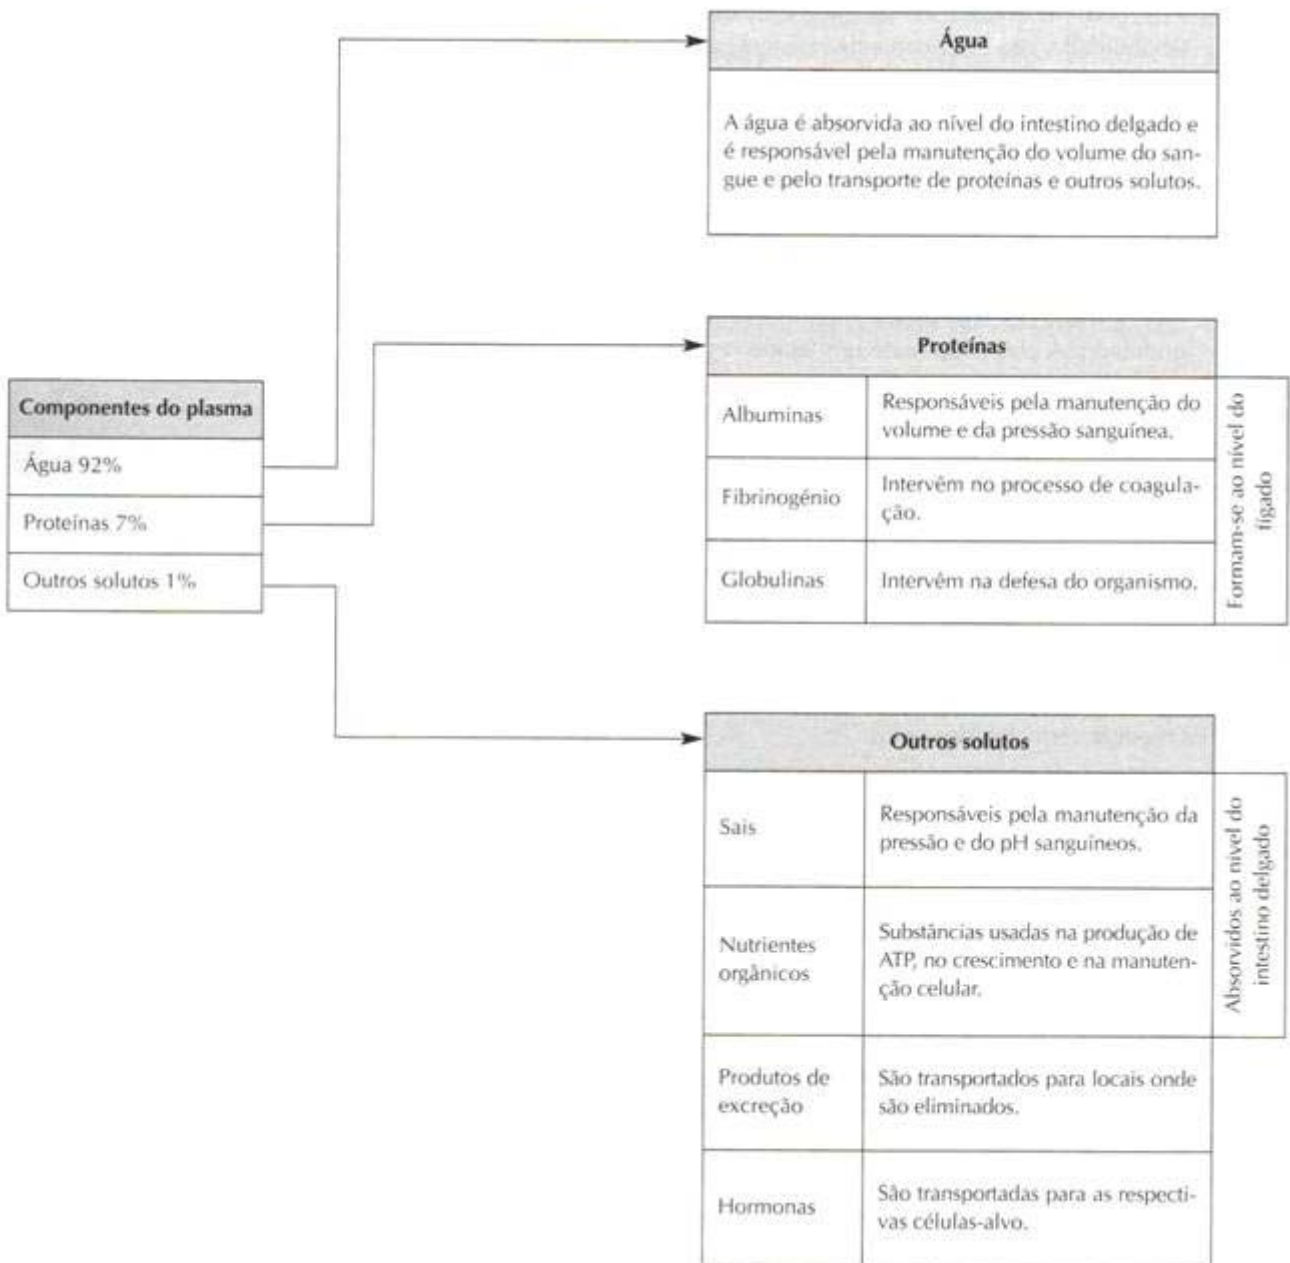 Água
A água é absorvida ao nível do intestino delgado e
é responsável pela manutenção do volume do san-
gue e pelo transporte de proteínas e outros solutos.
Componentes do plasma
Água 92%
Proteínas 7%
Outros solutos 1%
Proteínas
Albuminas
Responsáveis pela manutenção do
volume e da pressão sanguínea.
Fibrinogénio
Intervêm no processo de coagula-
ção.
Globulinas
Intervêm na defesa do organismo.
Formam-se ao nível do
fígado
Outros solutos
Sais
Responsáveis pela manutenção da
pressão e do pH sanguíneos.
Nutrientes
orgânicos
Substâncias usadas na produção de
ATP, no crescimento e na manuten-
ção celular.
Absorvidos ao nível do
intestino delgado
Produtos de
excreção
São transportados para locais onde
são eliminados.
Hormonas
São transportadas para as respecti-
vas células-alvo.